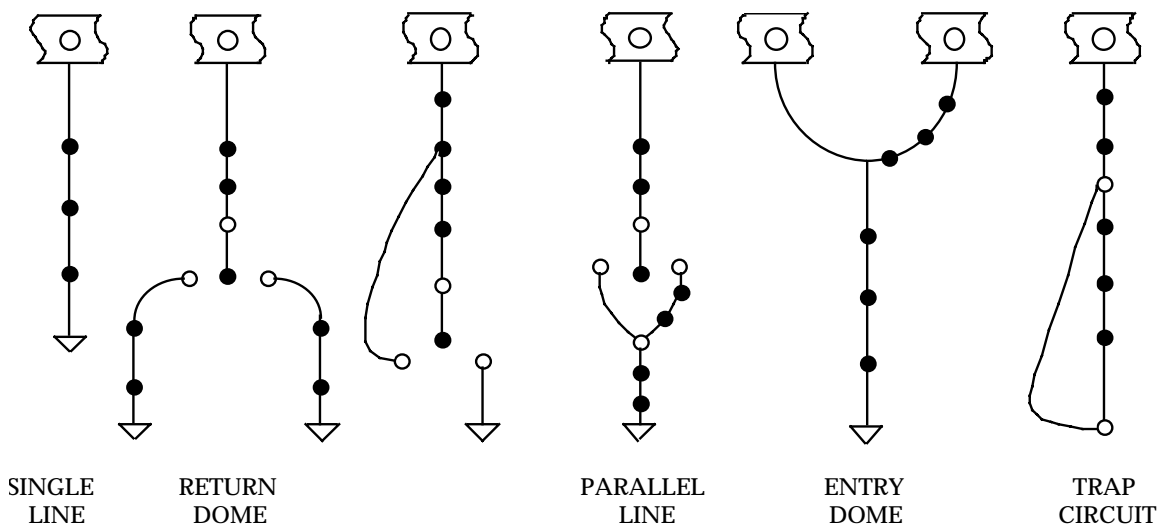 SINGLE
LINE
RETURN
DOME
PARALLEL
LINE
ENTRY
DOME
TRAP
CIRCUIT